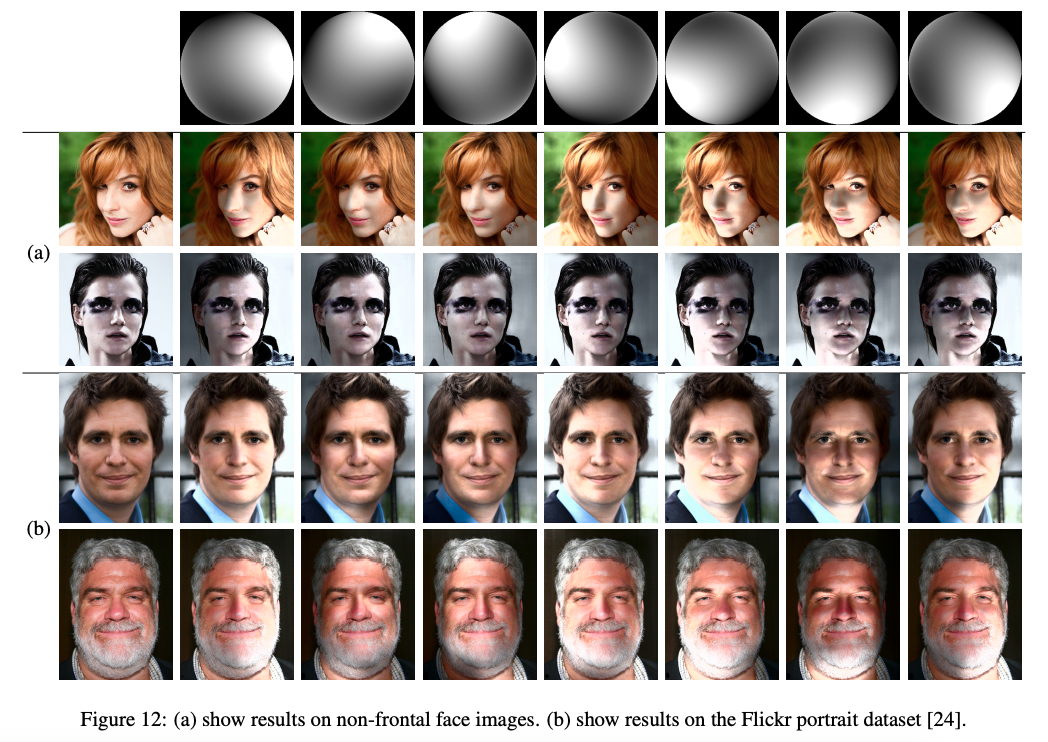 (a)
(b)
Figure 12: (a) show results on non-frontal face images. (b) show results on the Flickr portrait dataset [24].